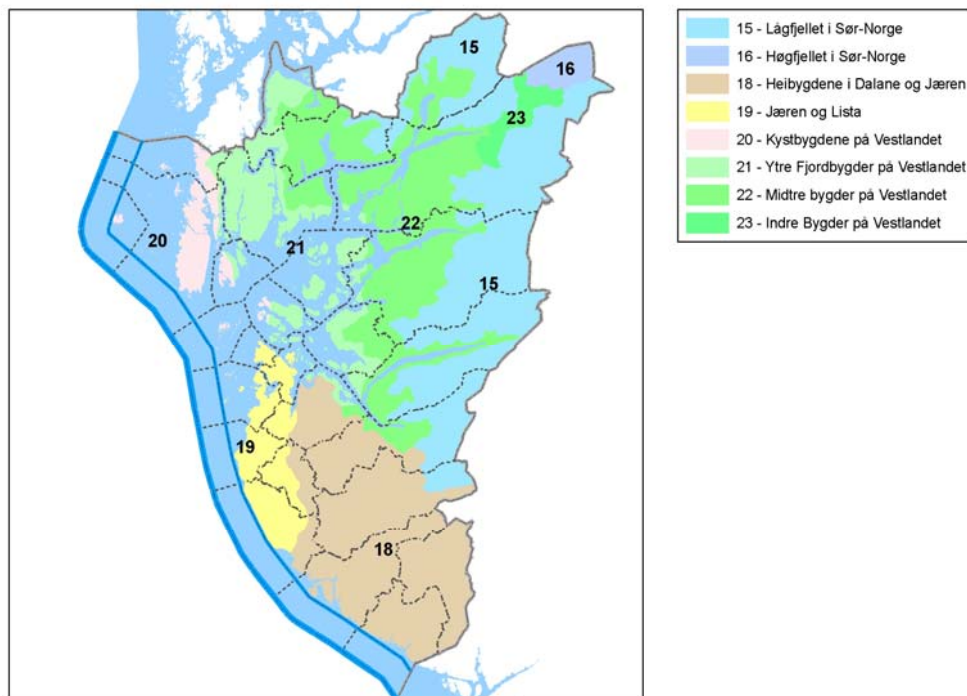 15
16
23
20
21
22
15
19
18
15 - Lågfjellet i Sør-Norge
16 - Høgfjellet i Sør-Norge
18 - Heibygdene i Dalane og Jæren
19 - Jæren og Lista
20 - Kystbygdene på Vestlandet
21 - Ytre Fjordbygder på Vestlandet
22 - Midtre bygder på Vestlandet
23 - Indre Bygder på Vestlandet